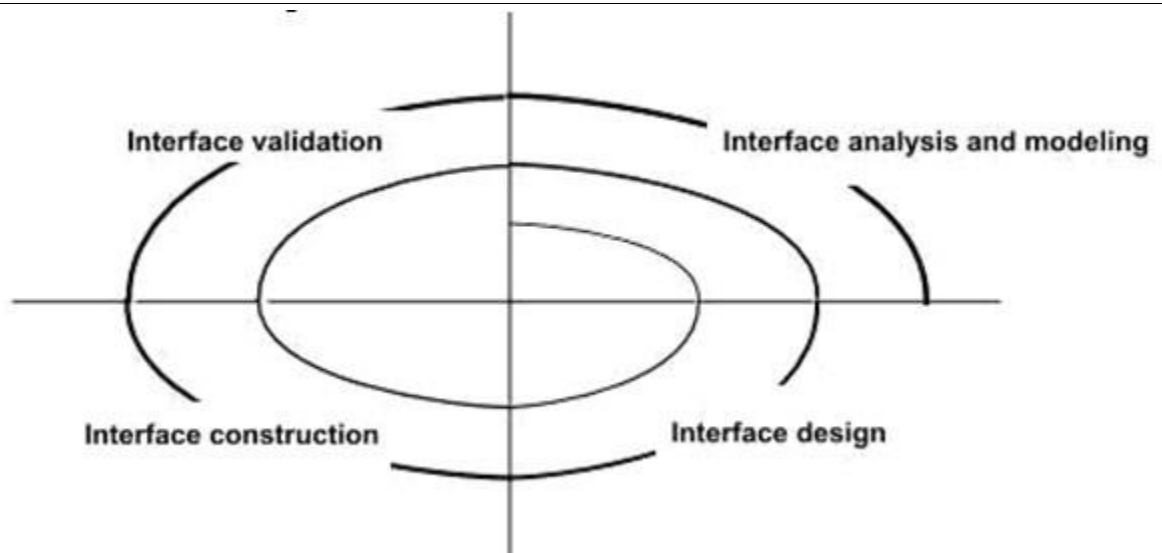 Interface validation
Interface analysis and modeling
Interface construction
Interface design